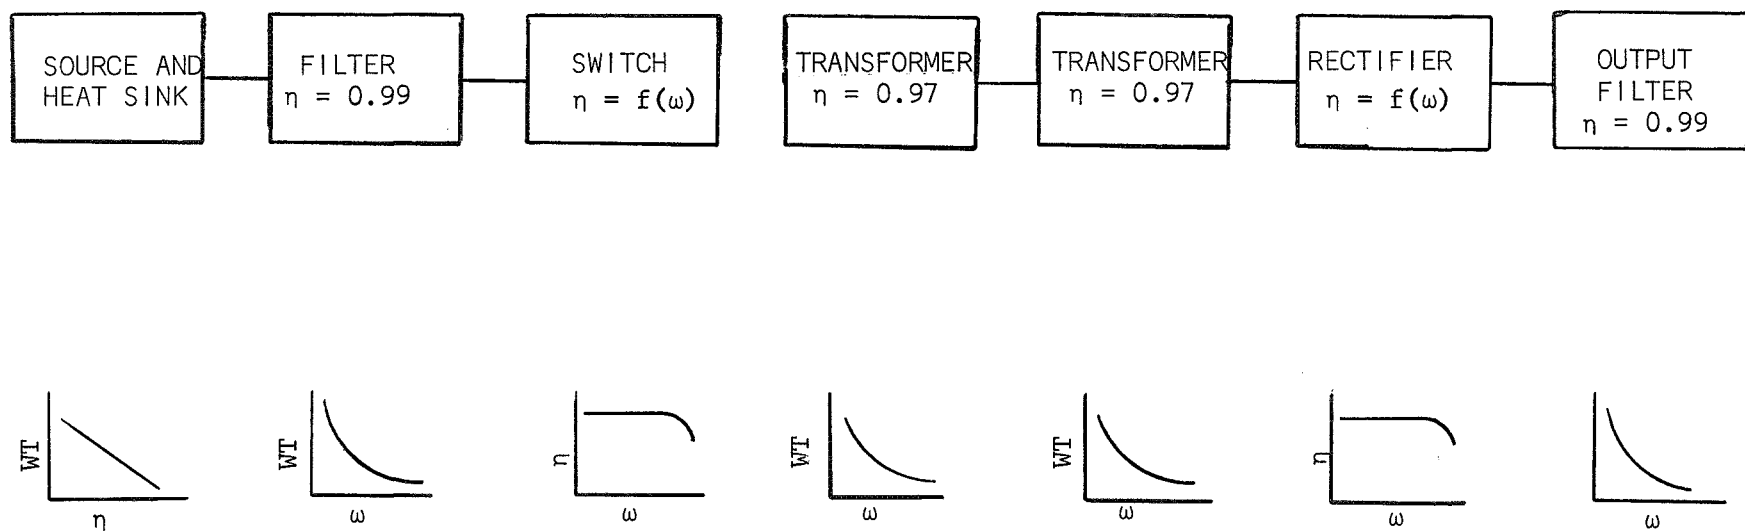 SOURCE AND
HEAT SINK
FILTER
η = 0.99
SWITCH
η = f(ω)
TRANSFORMER
η = 0.97
TRANSFORMER
η = 0.97
RECTIFIER
η = f(ω)
OUTPUT
FILTER
η = 0.99
WT
η
WT
ω
η
ω
WT
ω
WT
ω
η
ω
ω